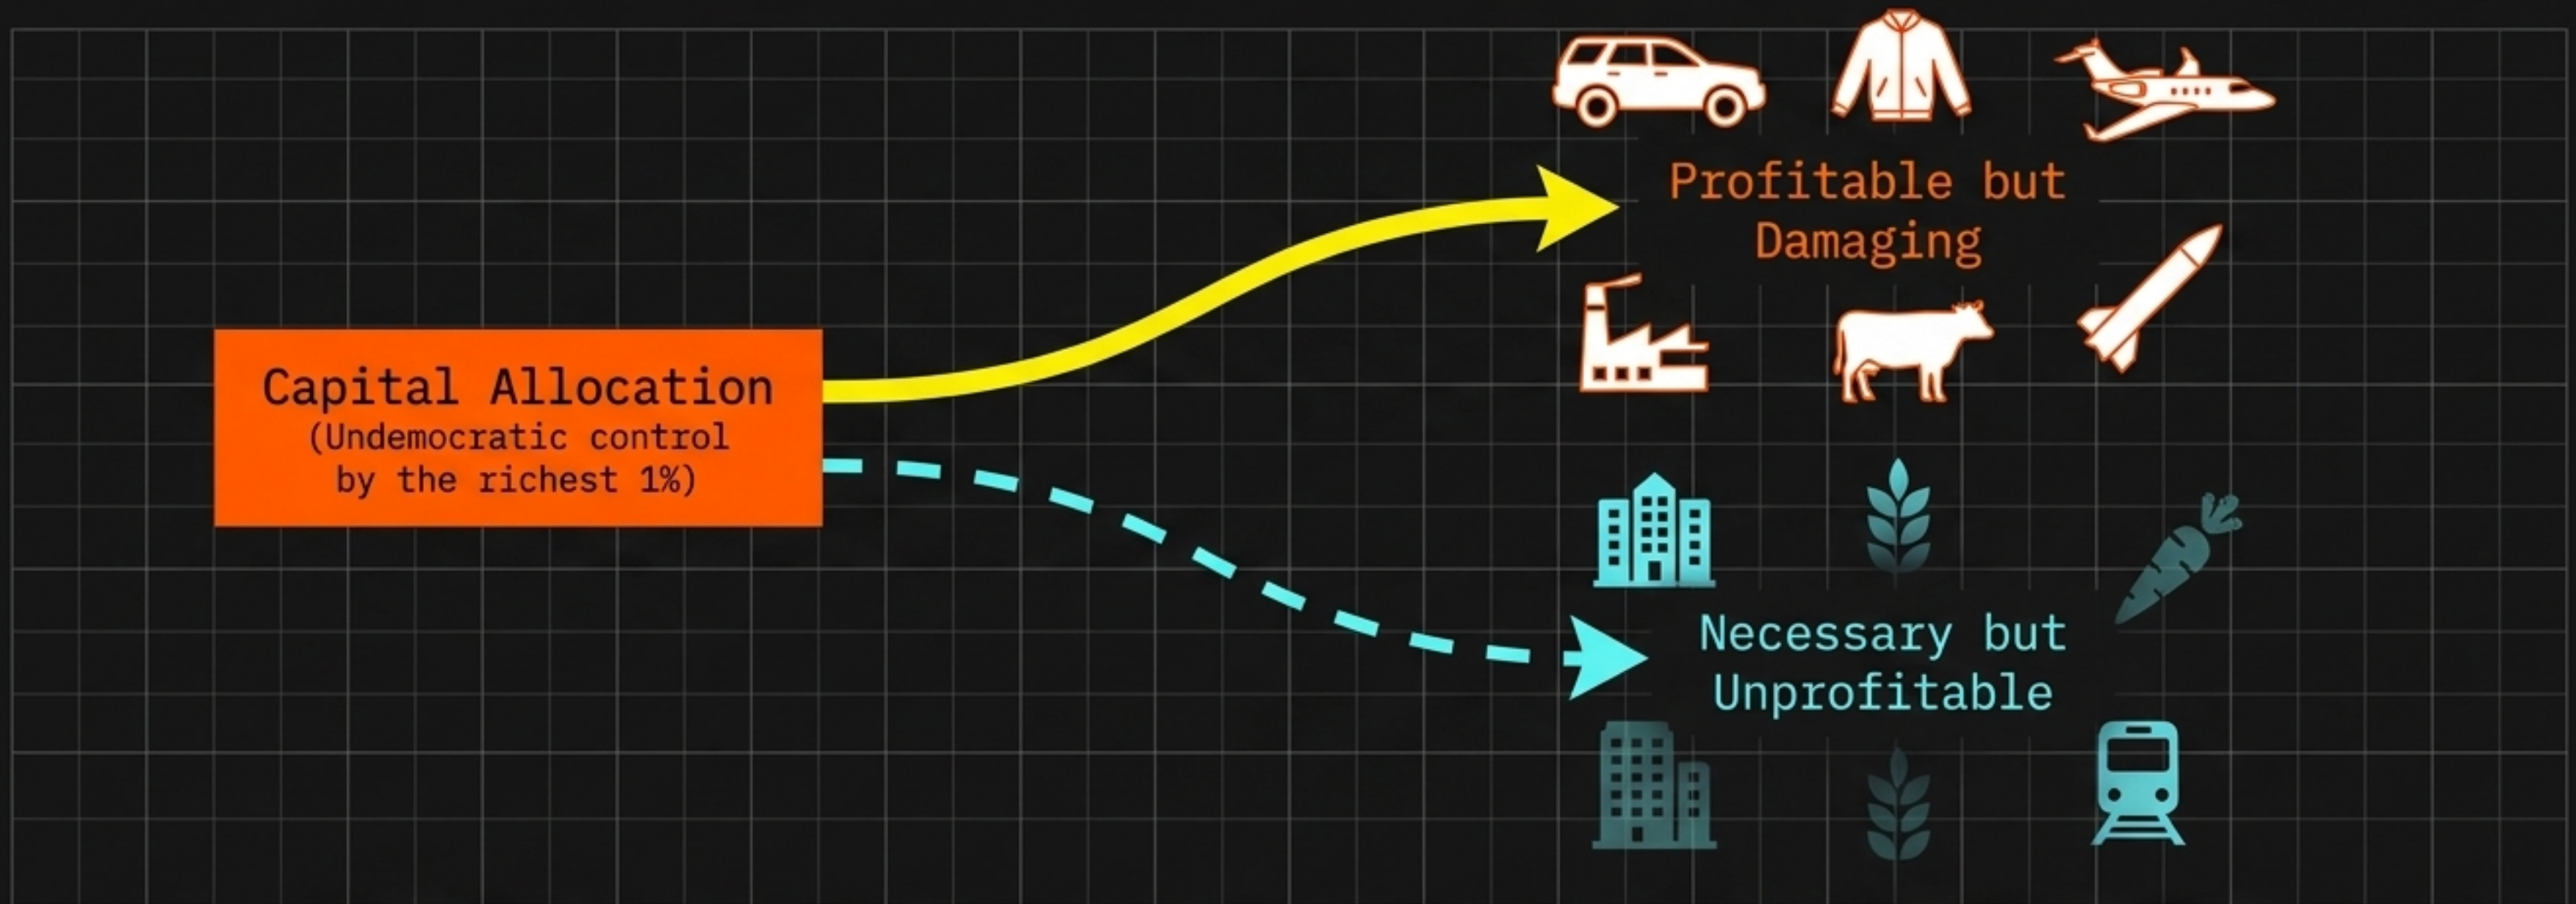 Profitable but
Damaging
Capital Allocation
(Undemocratic control
by the richest 1%)
Necessary but
Unprofitable